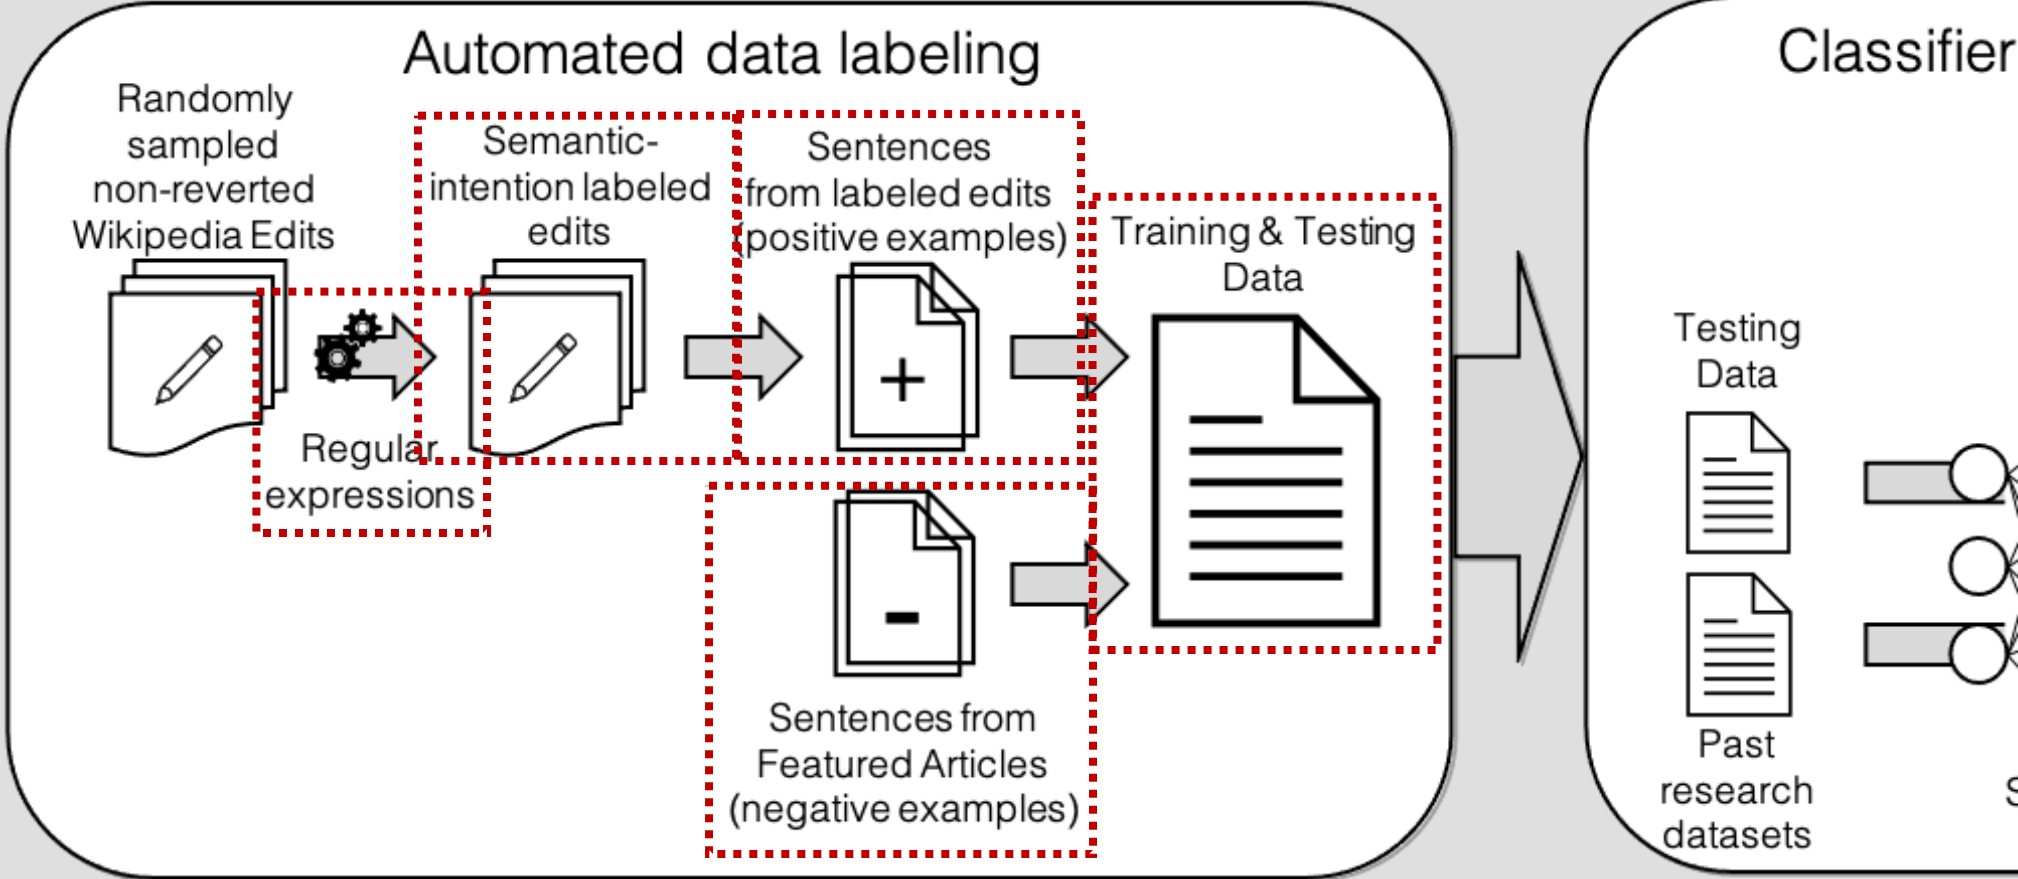 Automated data labeling
Randomly
sampled
non-reverted
Wikipedia Edits
Regular
expressions
Semantic-
intention labeled
edits
Sentences
from labeled edits
(positive examples)
+
-
Sentences from
Featured Articles
(negative examples)
Training & Testing
Data
Classifier
Testing
Data
Past
research
datasets
S